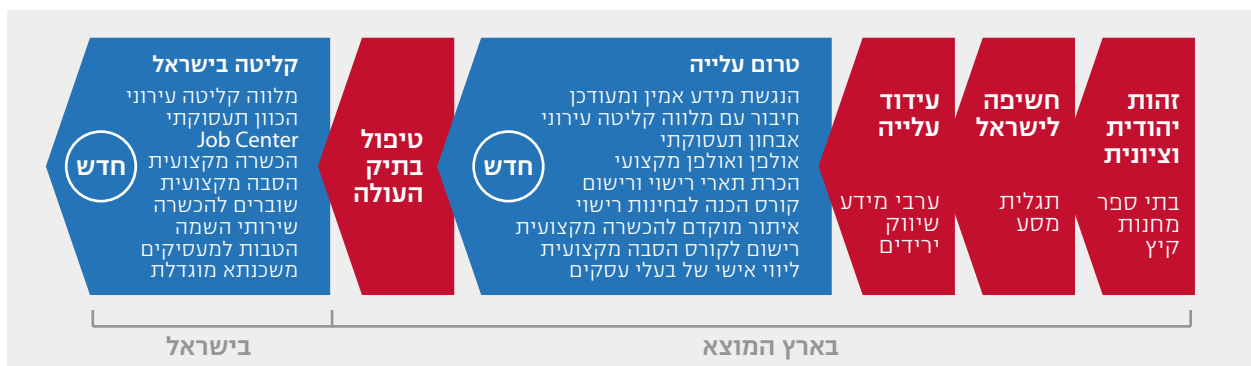 זהות
יהודית
וציונית
בתי ספר
מחנות
קיץ
חשיפה
לישראל
תגלית
מסע
עידוד
עלייה
ערבי מידע
שיווק
ירידים
טרום עלייה
הנגשת מידע אמין ומעודכן
חיבור עם מלווה קליטה עירוני
אבחון תעסוקתי
אולפן ואולפן מקצועי
הכרת תארי רישוי ורישום
קורס הכנה לבחינות רישוי
איתור מוקדם להכשרה מקצועית
רישום לקורס הסבה מקצועית
ליווי אישי של בעלי עסקים
חדש
טיפול
בתיק
העולה
קליטה בישראל
מלווה קליטה עירוני
הכוון תעסוקתי
Job Center
הכשרה מקצועית
הסבה מקצועית
שוברים להכשרה
שירותי השמה
הטבות למעסיקים
משכנתא מוגדלת
חדש
בארץ המוצא
בישראל